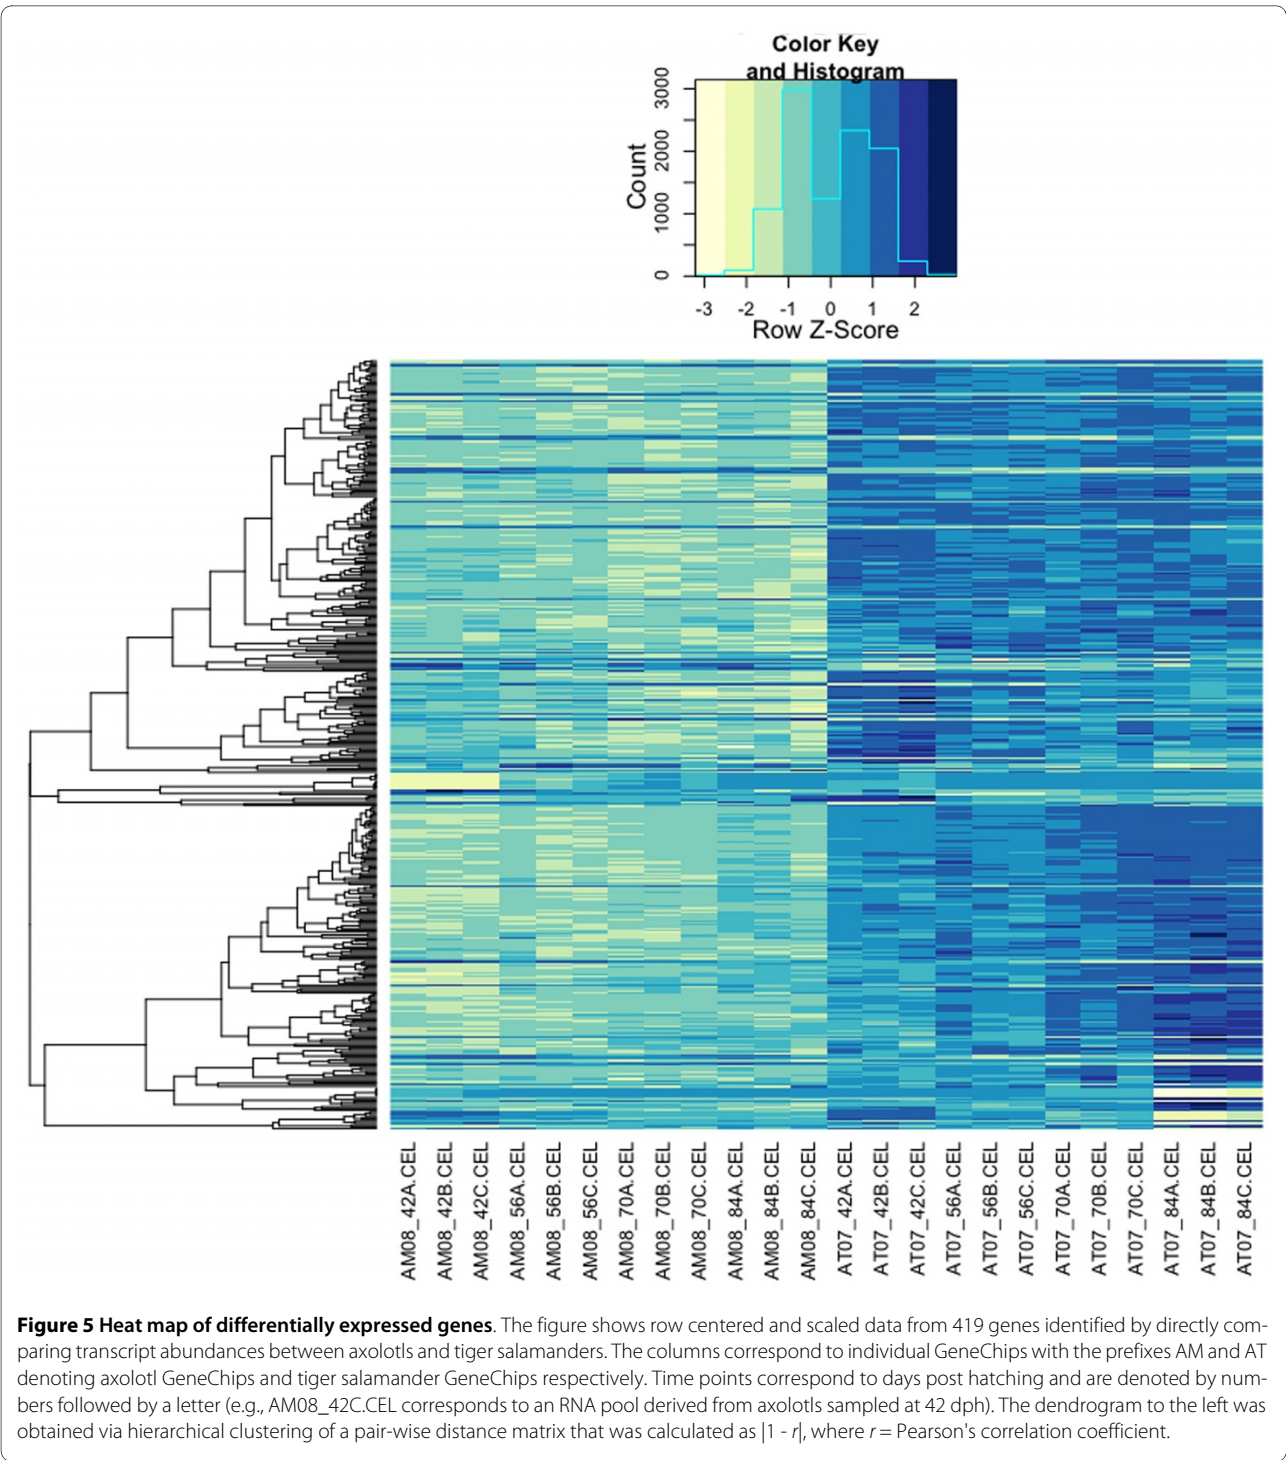 Color Key
and Histogram
Count
0 1000 2000 3000
-3 -2 -1 0 1 2
Row Z-Score
AM08_42A.CEL
AM08_42B.CEL
AM08_42C.CEL
AM08_56A.CEL
AM08_56B.CEL
AM08_56C.CEL
AM08_70A.CEL
AM08_70B.CEL
AM08_70C.CEL
AM08_84A.CEL
AM08_84B.CEL
AM08_84C.CEL
AT07_42A.CEL
AT07_42B.CEL
AT07_42C.CEL
AT07_56A.CEL
AT07_56B.CEL
AT07_56C.CEL
AT07_70A.CEL
AT07_70B.CEL
AT07_70C.CEL
AT07_84A.CEL
AT07_84B.CEL
AT07_84C.CEL
Figure 5 Heat map of differentially expressed genes. The figure shows row centered and scaled data from 419 genes identified by directly com-
paring transcript abundances between axolotls and tiger salamanders. The columns correspond to individual GeneChips with the prefixes AM and AT
denoting axolotl GeneChips and tiger salamander GeneChips respectively. Time points correspond to days post hatching and are denoted by num-
bers followed by a letter (e.g., AM08_42C.CEL corresponds to an RNA pool derived from axolotls sampled at 42 dph). The dendrogram to the left was
obtained via hierarchical clustering of a pair-wise distance matrix that was calculated as |1 - r|, where r = Pearson's correlation coefficient.